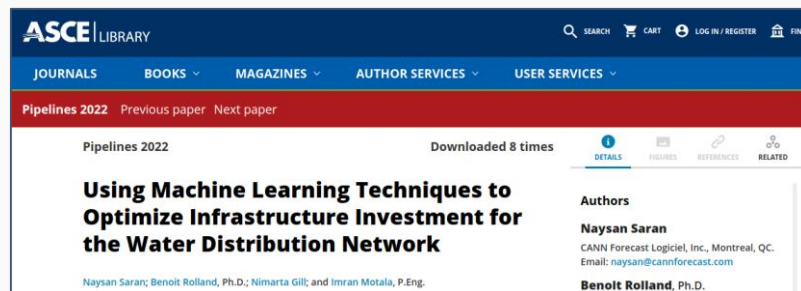 ASCE LIBRARY
SEARCH CART LOG IN / REGISTER
JOURNALS BOOKS MAGAZINES AUTHOR SERVICES USER SERVICES
Pipelines 2022 Previous paper Next paper
Pipelines 2022 Downloaded 8 times
DETAILS FIGURES REFERENCES RELATED
Using Machine Learning Techniques to
Optimize Infrastructure Investment for
the Water Distribution Network
Naysan Saran; Benoit Rolland, Ph.D.; Nimarta Gill; and Imran Motala, P.Eng.
Authors
Naysan Saran
CANN Forecast Logiciel, Inc., Montreal, QC.
Email: naysan@cannforecast.com
Benoit Rolland, Ph.D.